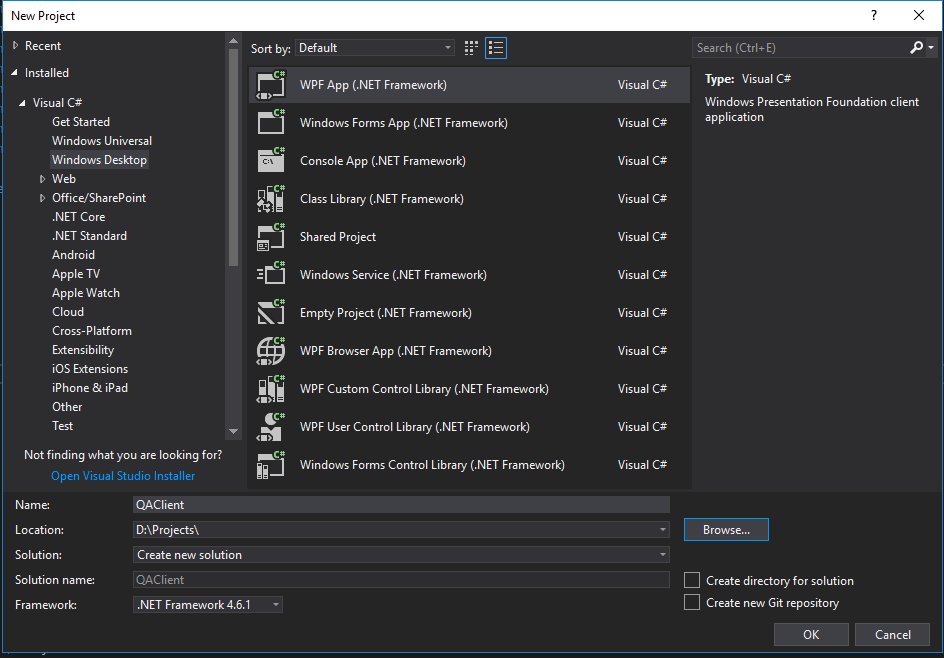 New Project
?
Recent
Installed
Visual C#
Get Started
Windows Universal
Windows Desktop
Web
Office/SharePoint
.NET Core
.NET Standard
Android
Apple TV
Apple Watch
Cloud
Cross-Platform
Extensibility
iOS Extensions
iPhone & iPad
Other
Test
Not finding what you are looking for?
Open Visual Studio Installer
Sort by: Default
C# WPF App (.NET Framework) Visual C#
C# Windows Forms App (.NET Framework) Visual C#
C# C:\ Console App (.NET Framework) Visual C#
C# Class Library (.NET Framework) Visual C#
C# Shared Project Visual C#
C# Windows Service (.NET Framework) Visual C#
C# Empty Project (.NET Framework) Visual C#
C# WPF Browser App (.NET Framework) Visual C#
C# WPF Custom Control Library (.NET Framework) Visual C#
C# WPF User Control Library (.NET Framework) Visual C#
C# Windows Forms Control Library (.NET Framework) Visual C#
Search (Ctrl+E)
Type: Visual C#
Windows Presentation Foundation client
application
Name: QAClient
Location: D:\Projects\ Browse...
Solution: Create new solution
Solution name: QAClient Create directory for solution
Framework: .NET Framework 4.6.1 Create new Git repository
OK Cancel